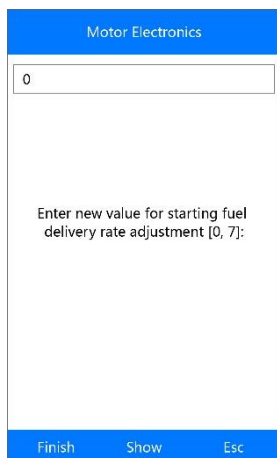 Motor Electronics
0
Enter new value for starting fuel
delivery rate adjustment [0, 7]:
Finish Show Esc